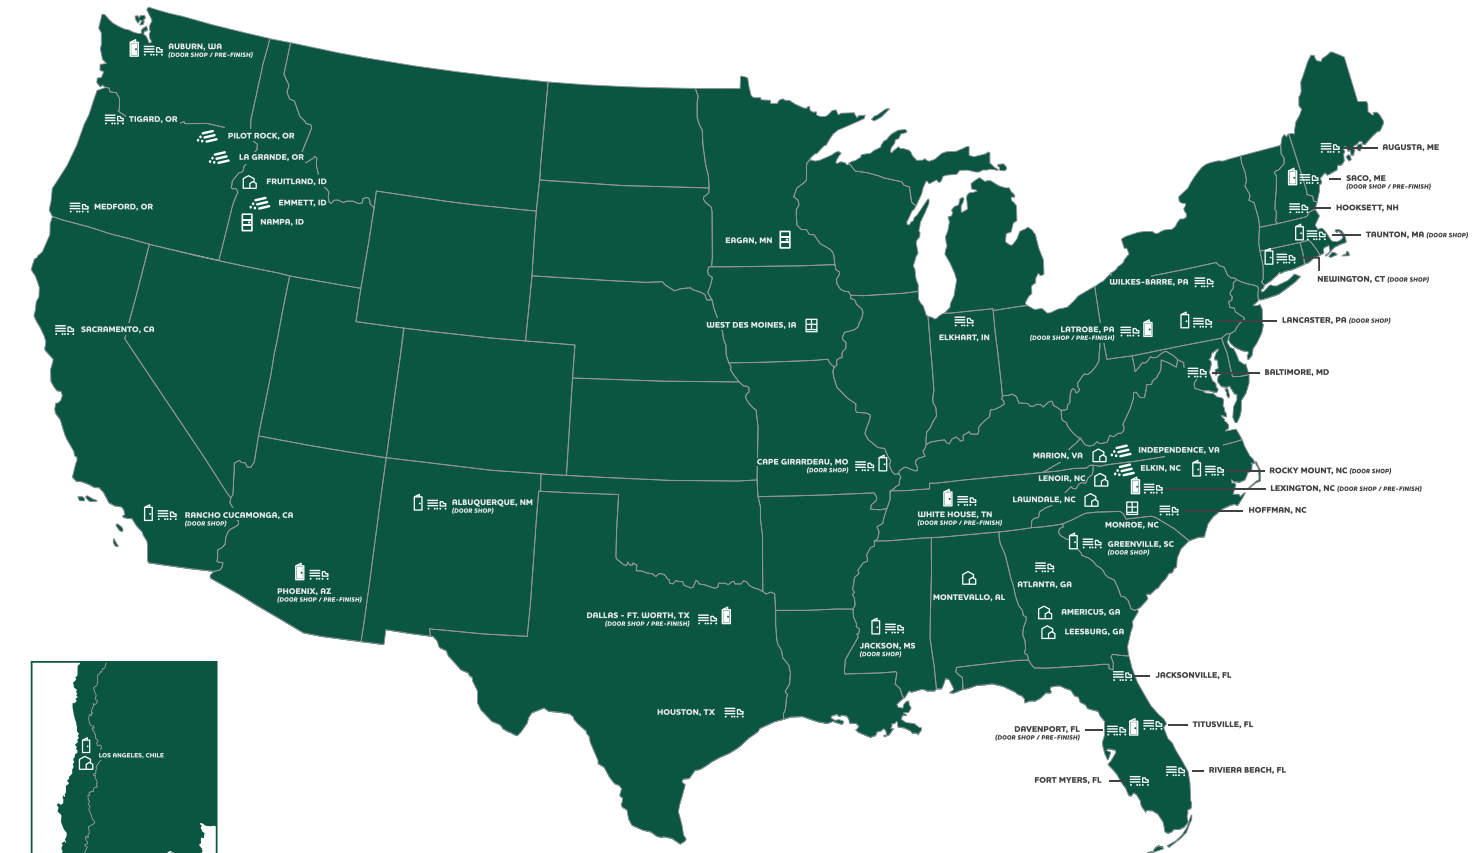 AUBURN, WA
(DOOR SHOP / PRE-FINISH)
TIGARD, OR
PILOT ROCK, OR
LA GRANDE, OR
FRUITLAND, ID
EMMETT, ID
NAMPA, ID
MEDFORD, OR
SACRAMENTO, CA
RANCHO CUCAMONGA, CA
(DOOR SHOP)
PHOENIX, AZ
(DOOR SHOP / PRE-FINISH)
ALBUQUERQUE, NM
(DOOR SHOP)
EAGAN, MN
WEST DES MOINES, IA
CAPE GIRARDEAU, MO
(DOOR SHOP)
DALLAS - FT. WORTH, TX
(DOOR SHOP / PRE-FINISH)
HOUSTON, TX
JACKSON, MS
(DOOR SHOP)
WHITE HOUSE, TN
(DOOR SHOP / PRE-FINISH)
MONTEVALLO, AL
ATLANTA, GA
AMERICUS, GA
LEESBURG, GA
ELKHART, IN
LATROBE, PA
(DOOR SHOP / PRE-FINISH)
WILKES-BARRE, PA
MARION, VA
INDEPENDENCE, VA
ELKIN, NC
LENOIR, NC
LAWNDALE, NC
MONROE, NC
GREENVILLE, SC
(DOOR SHOP)
AUGUSTA, ME
SACO, ME
(DOOR SHOP / PRE-FINISH)
HOOKSETT, NH
TAUNTON, MA (DOOR SHOP)
NEWINGTON, CT (DOOR SHOP)
LANCASTER, PA (DOOR SHOP)
BALTIMORE, MD
ROCKY MOUNT, NC (DOOR SHOP)
LEXINGTON, NC (DOOR SHOP / PRE-FINISH)
HOFFMAN, NC
JACKSONVILLE, FL
DAVENPORT, FL
(DOOR SHOP / PRE-FINISH)
TITUSVILLE, FL
RIVIERA BEACH, FL
FORT MYERS, FL
LOS ANGELES, CHILE